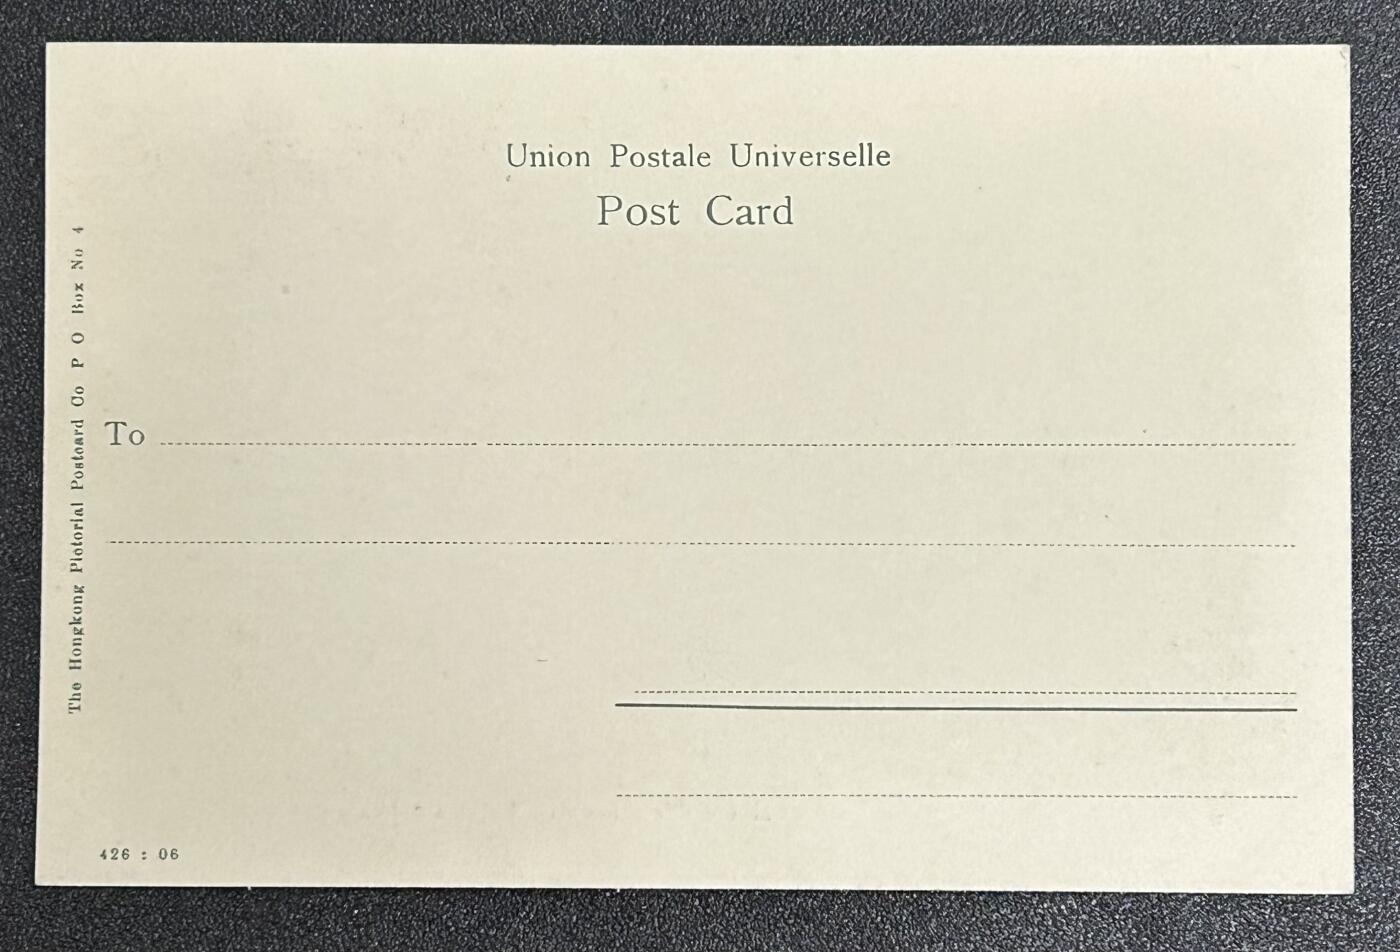 Union Postale Universelle
Post Card
The Hongkong Pictorial Postcard Co P O Box No 4
To
426 : 06